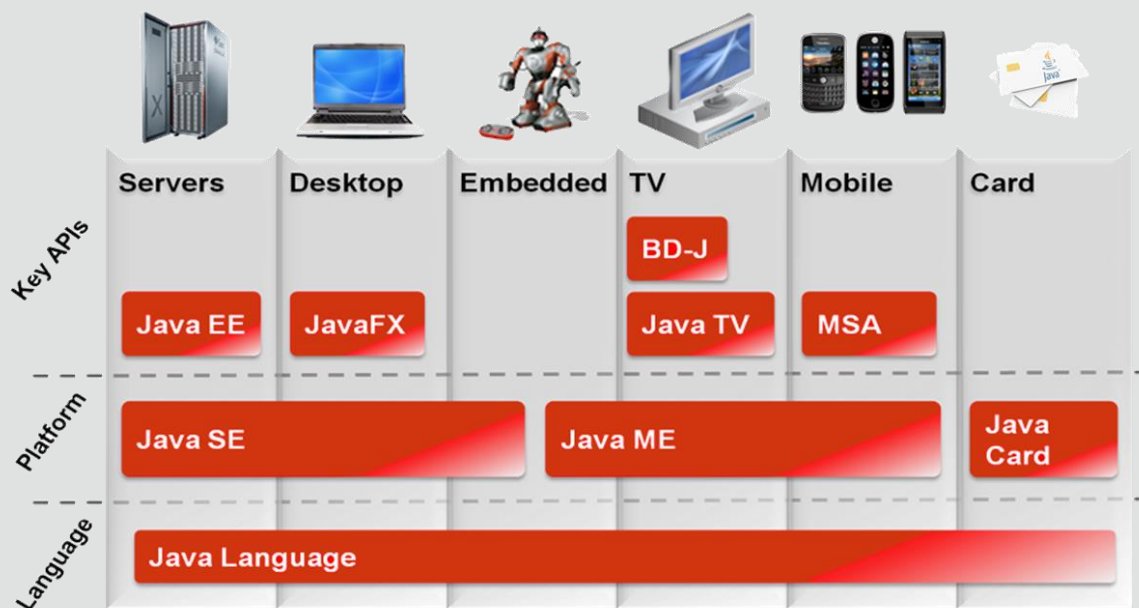 Java
Servers
Desktop
Embedded
TV
Mobile
Card
Key APIs
BD-J
Java EE
JavaFX
Java TV
MSA
Platform
Java SE
Java ME
Java
Card
Language
Java Language